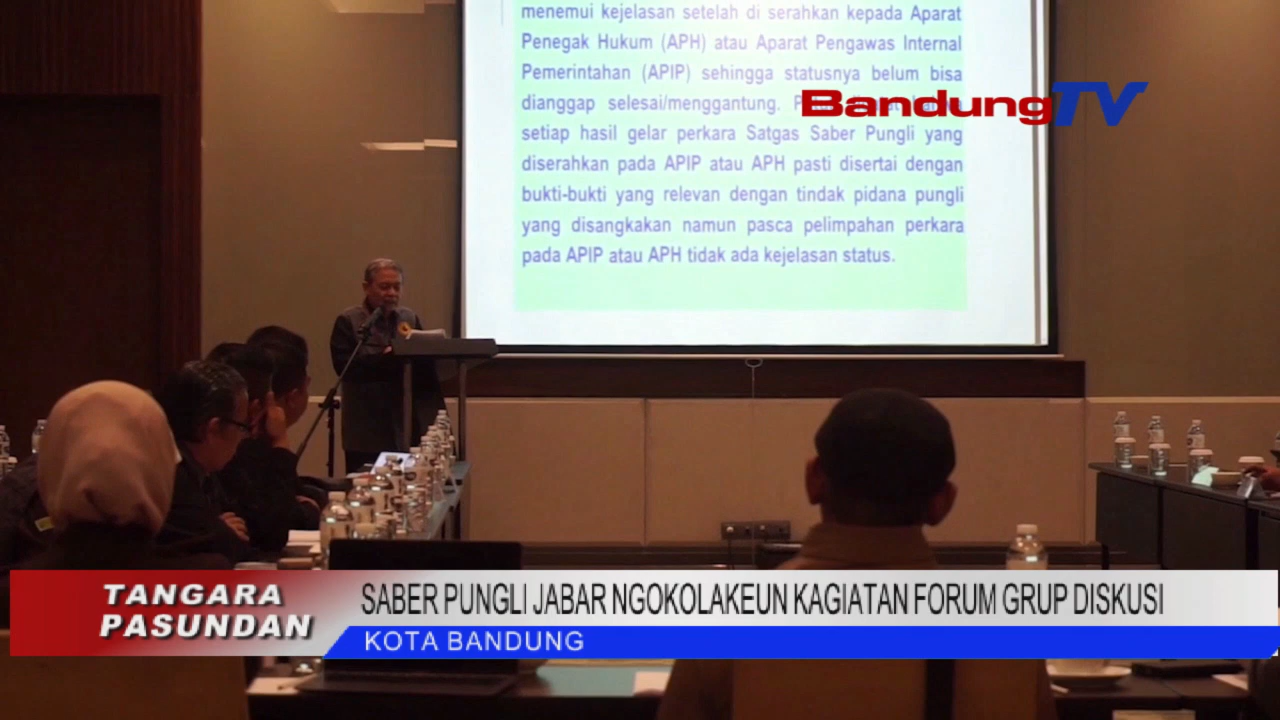 menemui kejelasan setelah di serahkan kepada Aparat
Penegak Hukum (APH) atau Aparat Pengawas Internal
Pemerintahan (APIP) sehingga statusnya belum bisa
dianggap selesai/menggantung.
BandungTV
setiap hasil gelar perkara Satgas Saber Pungli yang
diserahkan pada APIP atau APH pasti disertai dengan
bukti-bukti yang relevan dengan tindak pidana pungli
yang disangkakan namun pasca pelimpahan perkara
pada APIP atau APH tidak ada kejelasan status.
TANGARA
PASUNDAN
SABER PUNGLI JABAR NGOKOLAKEUN KAGIATAN FORUM GRUP DISKUSI
KOTA BANDUNG